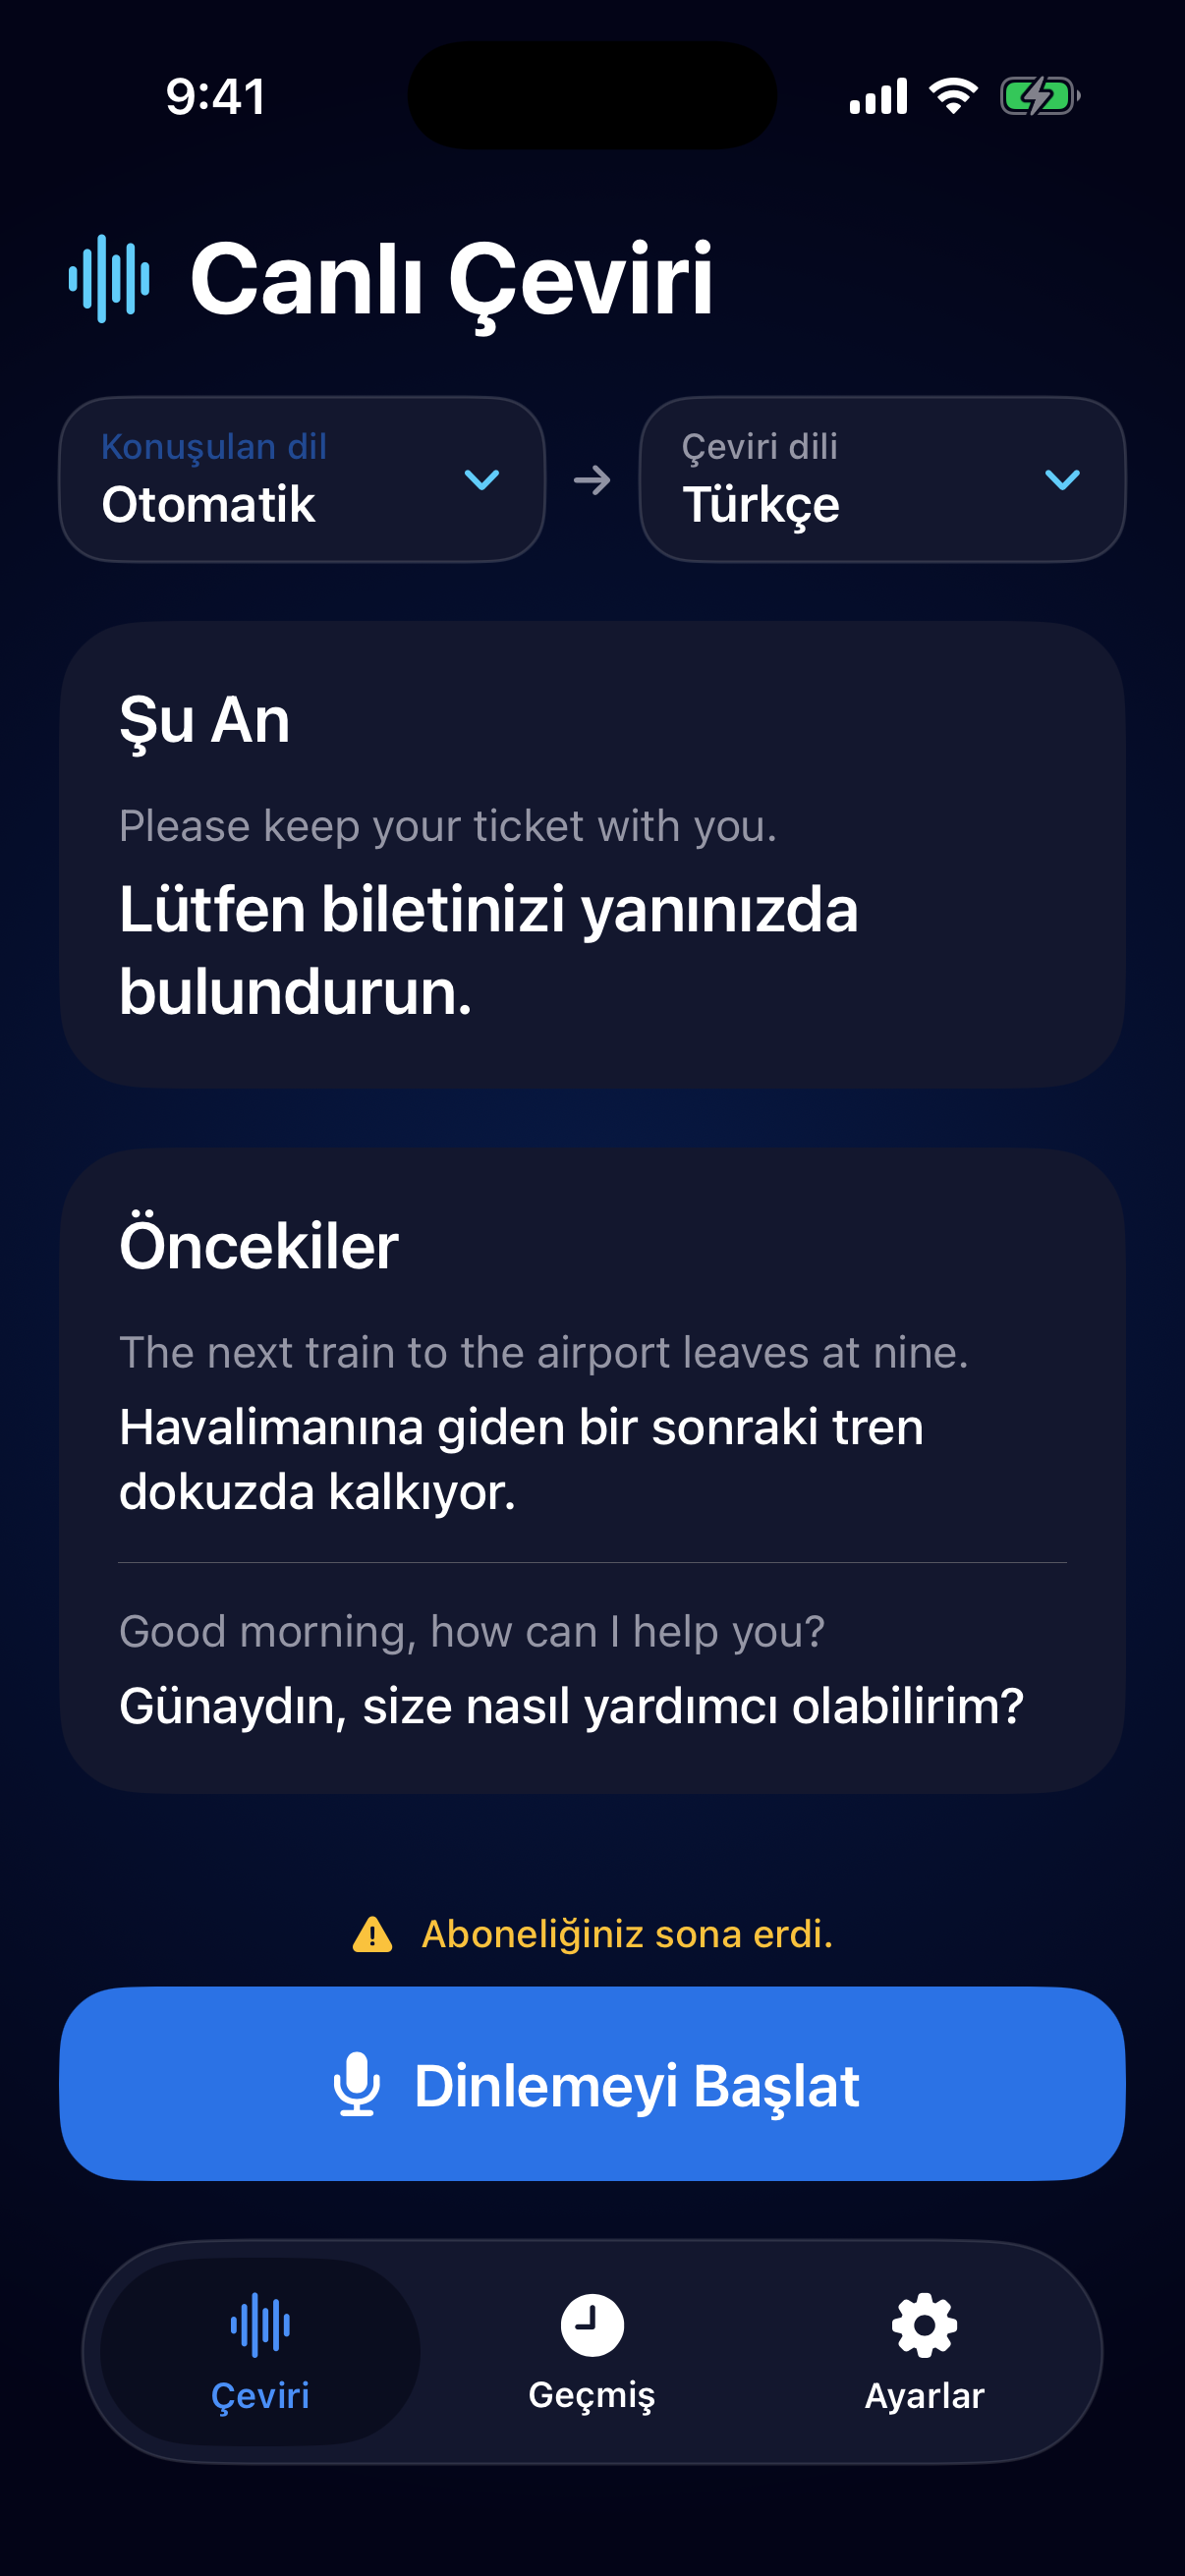 9:41
Canlı Çeviri
Konuşulan dil
Otomatik
Çeviri dili
Türkçe
Şu An
Please keep your ticket with you.
Lütfen biletinizi yanınızda
bulundurun.
Öncekiler
The next train to the airport leaves at nine.
Havalimanına giden bir sonraki tren
dokuzda kalkıyor.
Good morning, how can I help you?
Günaydın, size nasıl yardımcı olabilirim?
Aboneliğiniz sona erdi.
Dinlemeyi Başlat
Çeviri
Geçmiş
Ayarlar